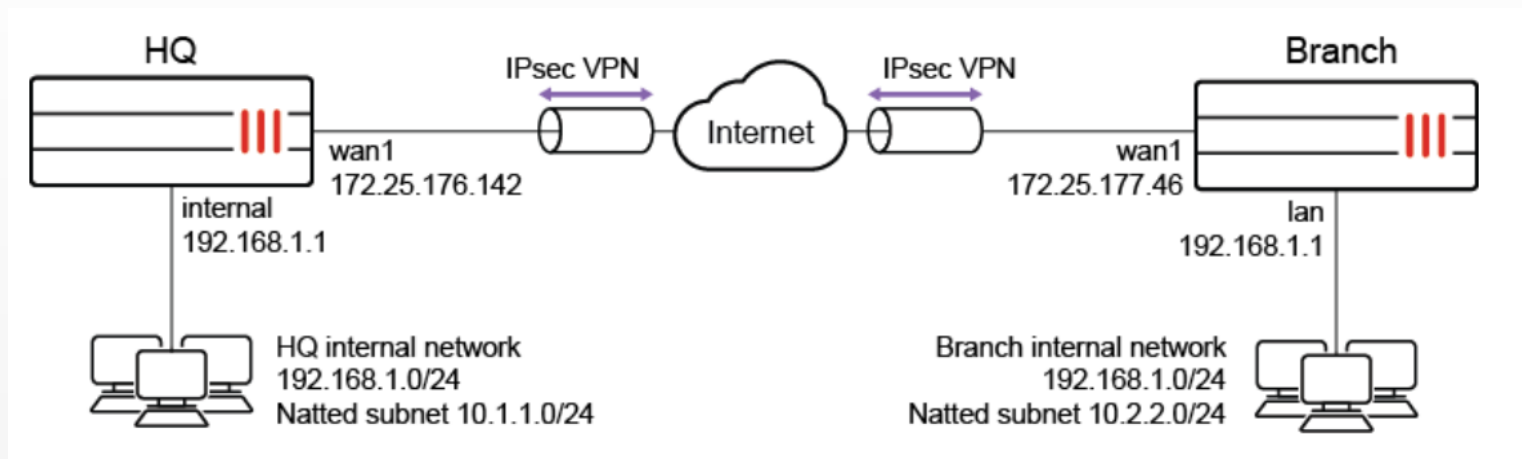 HQ
Branch
IPsec VPN
IPsec VPN
Internet
wan1
172.25.176.142
wan1
172.25.177.46
internal
192.168.1.1
lan
192.168.1.1
HQ internal network
192.168.1.0/24
Natted subnet 10.1.1.0/24
Branch internal network
192.168.1.0/24
Natted subnet 10.2.2.0/24